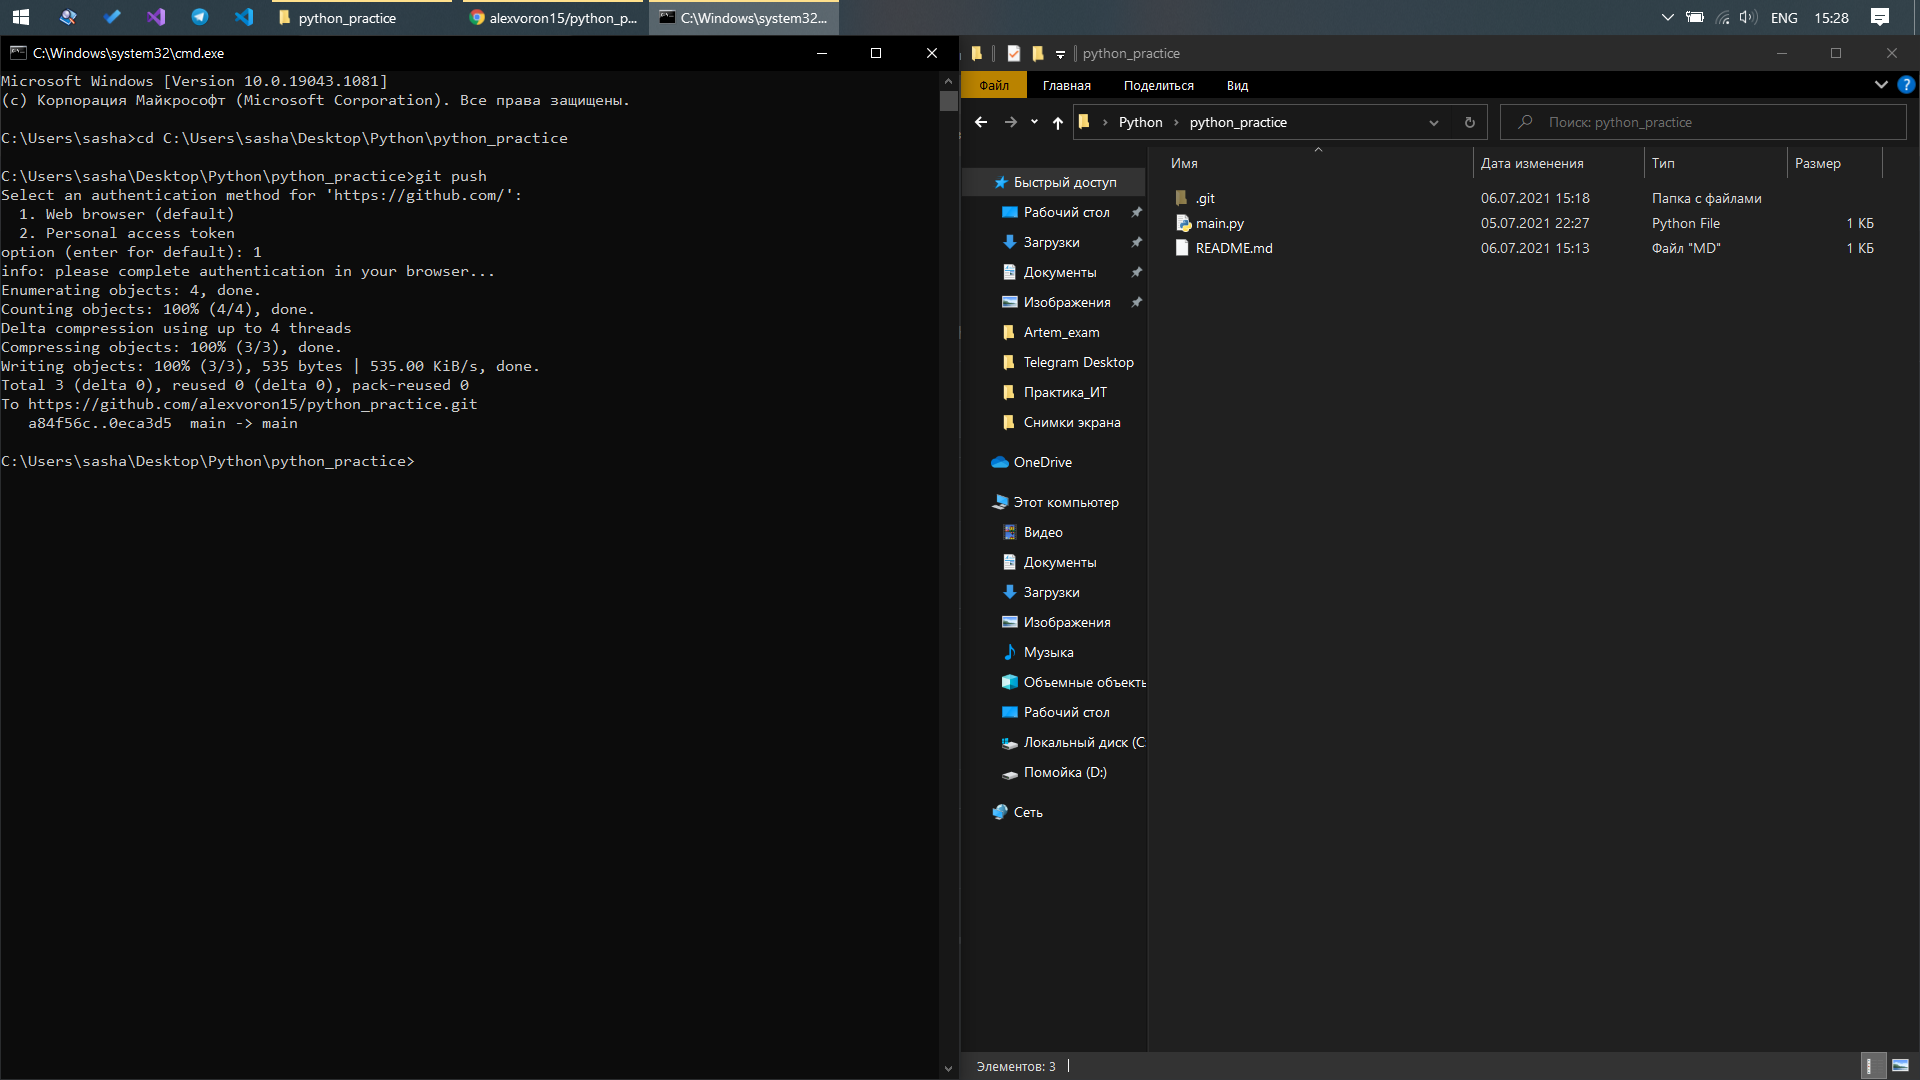 python_practice
alexvoron15/python_p...
C:\Windows\system32...
ENG
15:28
C:\Windows\system32\cmd.exe
Microsoft Windows [Version 10.0.19043.1081]
(c) Корпорация Майкрософт (Microsoft Corporation). Все права защищены.
C:\Users\sasha>cd C:\Users\sasha\Desktop\Python\python_practice
C:\Users\sasha\Desktop\Python\python_practice>git push
Select an authentication method for 'https://github.com/':
1. Web browser (default)
2. Personal access token
option (enter for default): 1
info: please complete authentication in your browser...
Enumerating objects: 4, done.
Counting objects: 100% (4/4), done.
Delta compression using up to 4 threads
Compressing objects: 100% (3/3), done.
Writing objects: 100% (3/3), 535 bytes | 535.00 KiB/s, done.
Total 3 (delta 0), reused 0 (delta 0), pack-reused 0
To https://github.com/alexvoron15/python_practice.git
a84f56c..0eca3d5  main -> main
C:\Users\sasha\Desktop\Python\python_practice>
python_practice
Файл
Главная
Поделиться
Вид
Python
python_practice
Поиск: python_practice
Быстрый доступ
Рабочий стол
Загрузки
Документы
Изображения
Artem_exam
Telegram Desktop
Практика_ИТ
Снимки экрана
OneDrive
Этот компьютер
Видео
Документы
Загрузки
Изображения
Музыка
Объемные объекты
Рабочий стол
Локальный диск (C:
Помойка (D:)
Сеть
Имя Дата изменения Тип Размер
.git 06.07.2021 15:18 Папка с файлами
main.py 05.07.2021 22:27 Python File 1 КБ
README.md 06.07.2021 15:13 Файл "MD" 1 КБ
Элементов: 3